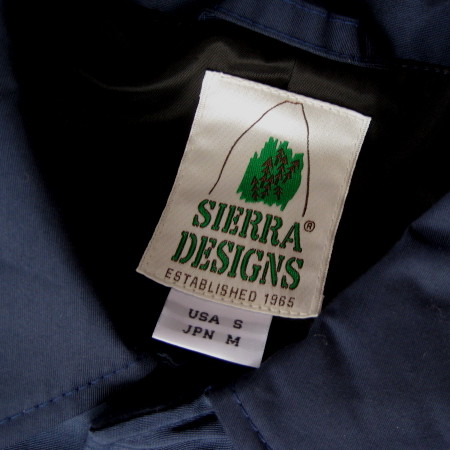 SIERRA®
DESIGNS
ESTABLISHED 1965
USA S
JPN M